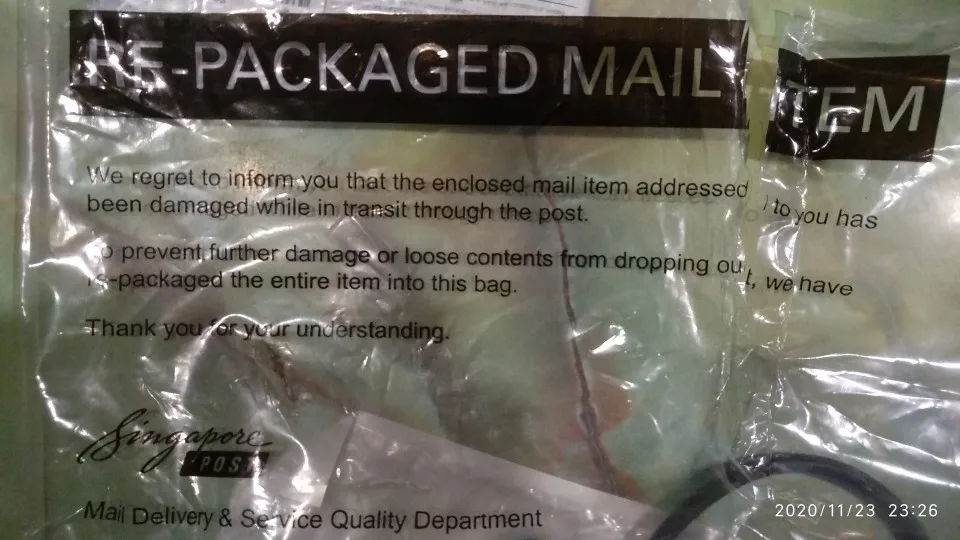 RE-PACKAGED MAIL ITEM
We regret to inform you that the enclosed mail item addressed to you has
been damaged while in transit through the post.
To prevent further damage or loose contents from dropping out, we have
re-packaged the entire item into this bag.
Thank you for your understanding.
Singapore
POST
Mail Delivery & Service Quality Department
2020/11/23 23:26